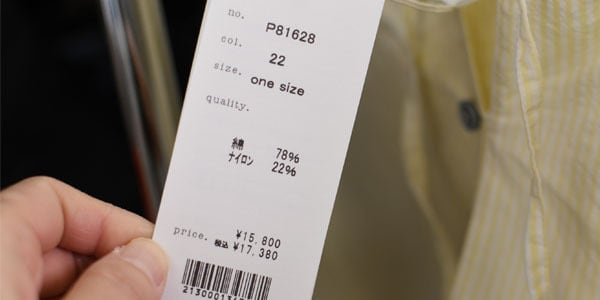 no. P81628
col. 22
size. one size
quality.
綿 78%
ナイロン 22%
price. ¥15,800
税込 ¥17,380